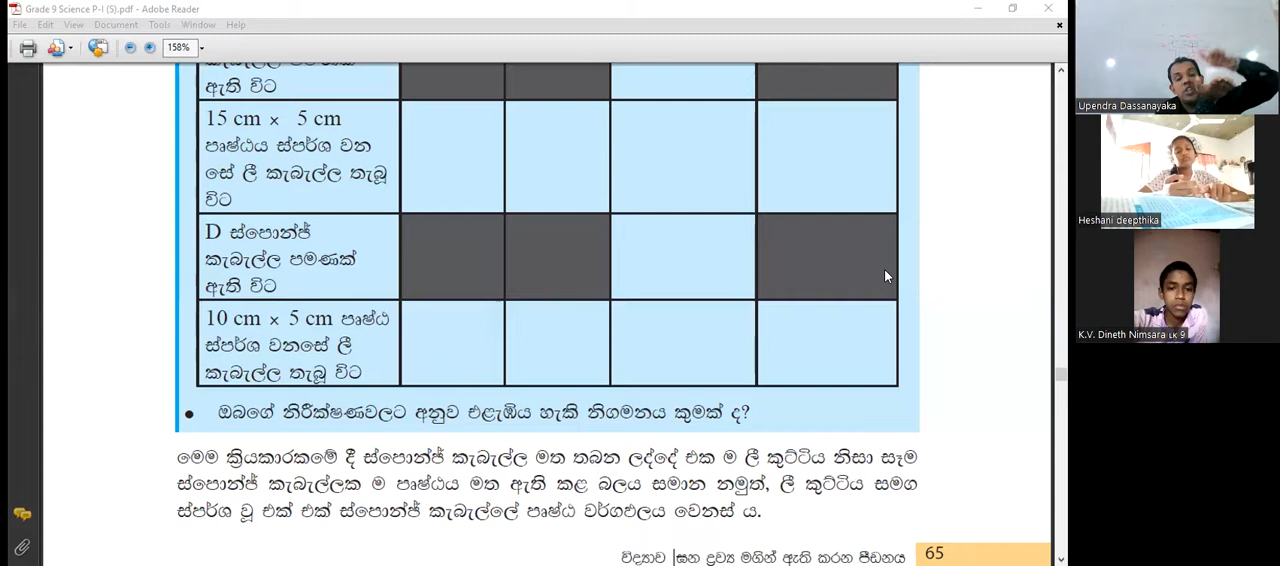 Grade 9 Science P-I (S).pdf - Adobe Reader
File Edit View Document Tools Window Help
158%
ඇති විට
15 cm × 5 cm
පෘෂ්ඨය ස්පර්ශ වන
සේ ලී කැබැල්ල තැබූ
විට
D ස්පොන්ජ්
කැබැල්ල පමණක්
ඇති විට
10 cm × 5 cm පෘෂ්ඨ
ස්පර්ශ වනසේ ලී
කැබැල්ල තැබූ විට
● ඔබගේ නිරීක්ෂණවලට අනුව එළැඹිය හැකි නිගමනය කුමක් ද?
මෙම ක්‍රියාකාරකමේ දී ස්පොන්ජ් කැබැල්ල මත තබන ලද්දේ එක ම ලී කුට්ටිය නිසා සෑම
ස්පොන්ජ් කැබැල්ලක ම පෘෂ්ඨය මත ඇති කළ බලය සමාන නමුත්, ලී කුට්ටිය සමග
ස්පර්ශ වූ එක් එක් ස්පොන්ජ් කැබැල්ලේ පෘෂ්ඨ වර්ගඵලය වෙනස් ය.
විද්‍යාව | ඝන ද්‍රව්‍ය මගින් ඇති කරන පීඩනය 65
Upendra Dassanayaka
Heshani deepthika
K.V. Dineth Nimsara LK 9